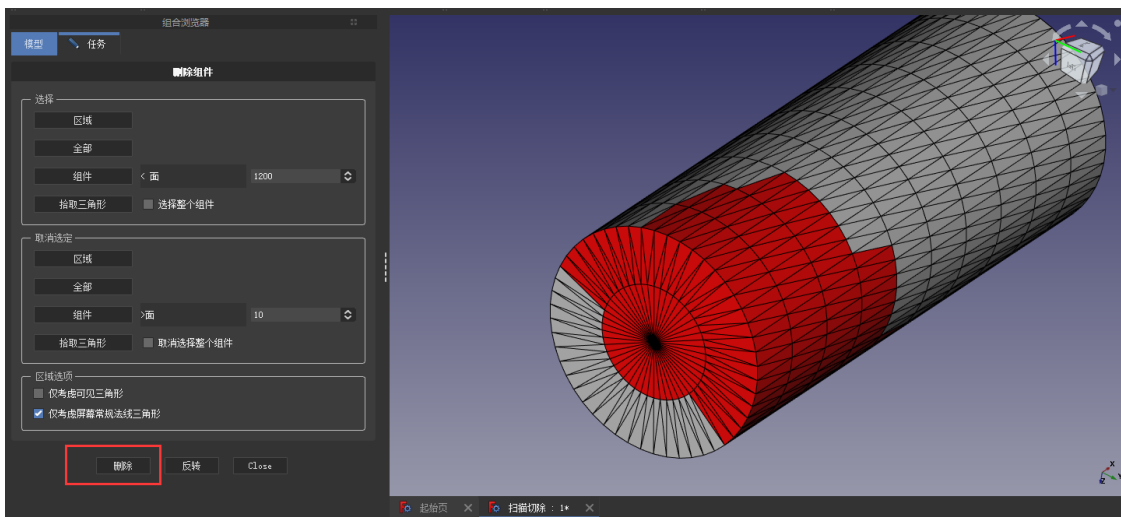 组合浏览器
模型
任务
删除组件
选择
区域
全部
组件 < 面 1200
拾取三角形 选择整个组件
取消选定
区域
全部
组件 >面 10
拾取三角形 取消选择整个组件
区域选项
仅考虑可见三角形
仅考虑屏幕常规法线三角形
删除 反转 Close
起始页 扫描切除 : 1*
X
Z